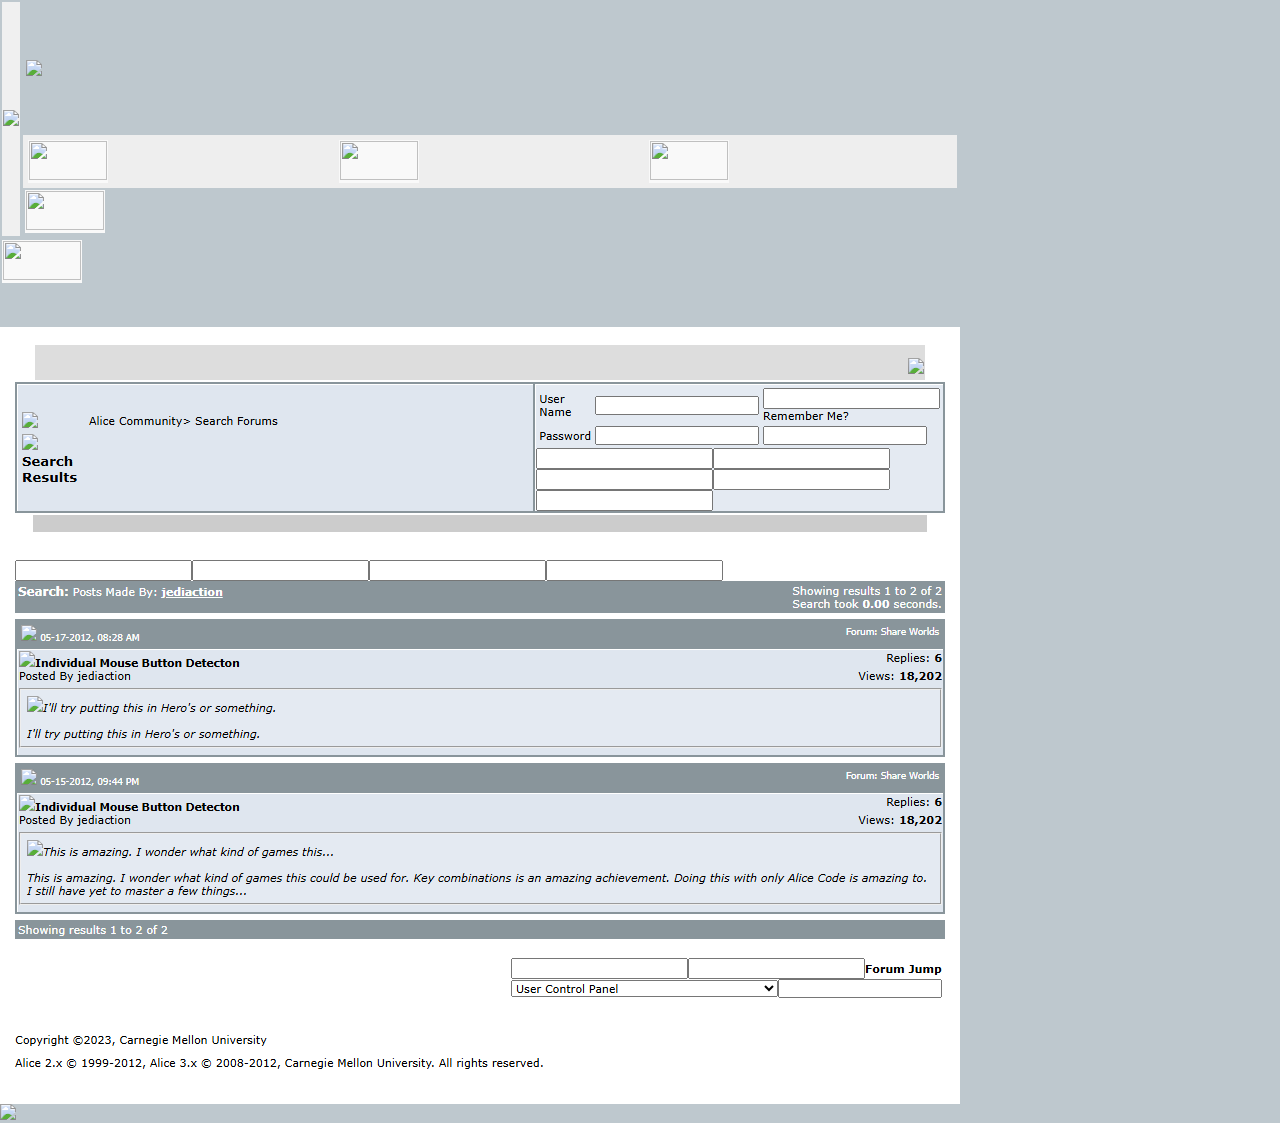 Alice Community> Search Forums
Search
Results
User
Name
Remember Me?
Password
Search: Posts Made By: jediaction
Showing results 1 to 2 of 2
Search took 0.00 seconds.
05-17-2012, 08:28 AM
Forum: Share Worlds
Individual Mouse Button Detecton
Replies: 6
Posted By jediaction
Views: 18,202
I'll try putting this in Hero's or something.
I'll try putting this in Hero's or something.
05-15-2012, 09:44 PM
Forum: Share Worlds
Individual Mouse Button Detecton
Replies: 6
Posted By jediaction
Views: 18,202
This is amazing. I wonder what kind of games this...
This is amazing. I wonder what kind of games this could be used for. Key combinations is an amazing achievement. Doing this with only Alice Code is amazing to.
I still have yet to master a few things...
Showing results 1 to 2 of 2
Forum Jump
User Control Panel
Copyright ©2023, Carnegie Mellon University
Alice 2.x © 1999-2012, Alice 3.x © 2008-2012, Carnegie Mellon University. All rights reserved.